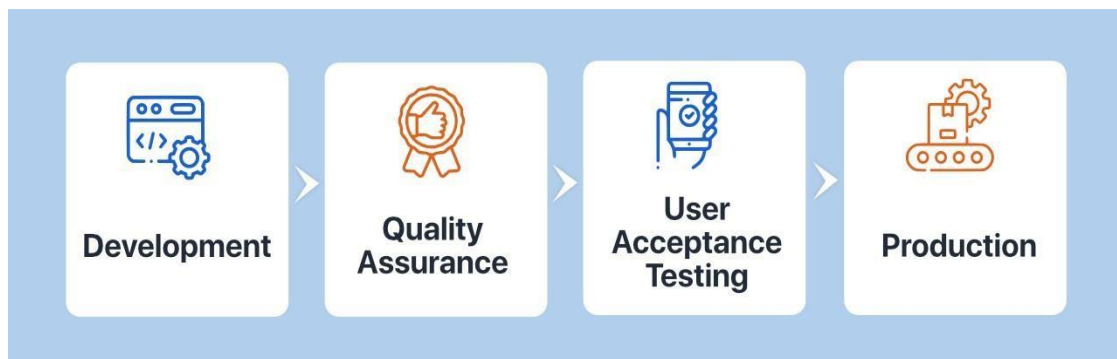 Development
Quality
Assurance
User
Acceptance
Testing
Production